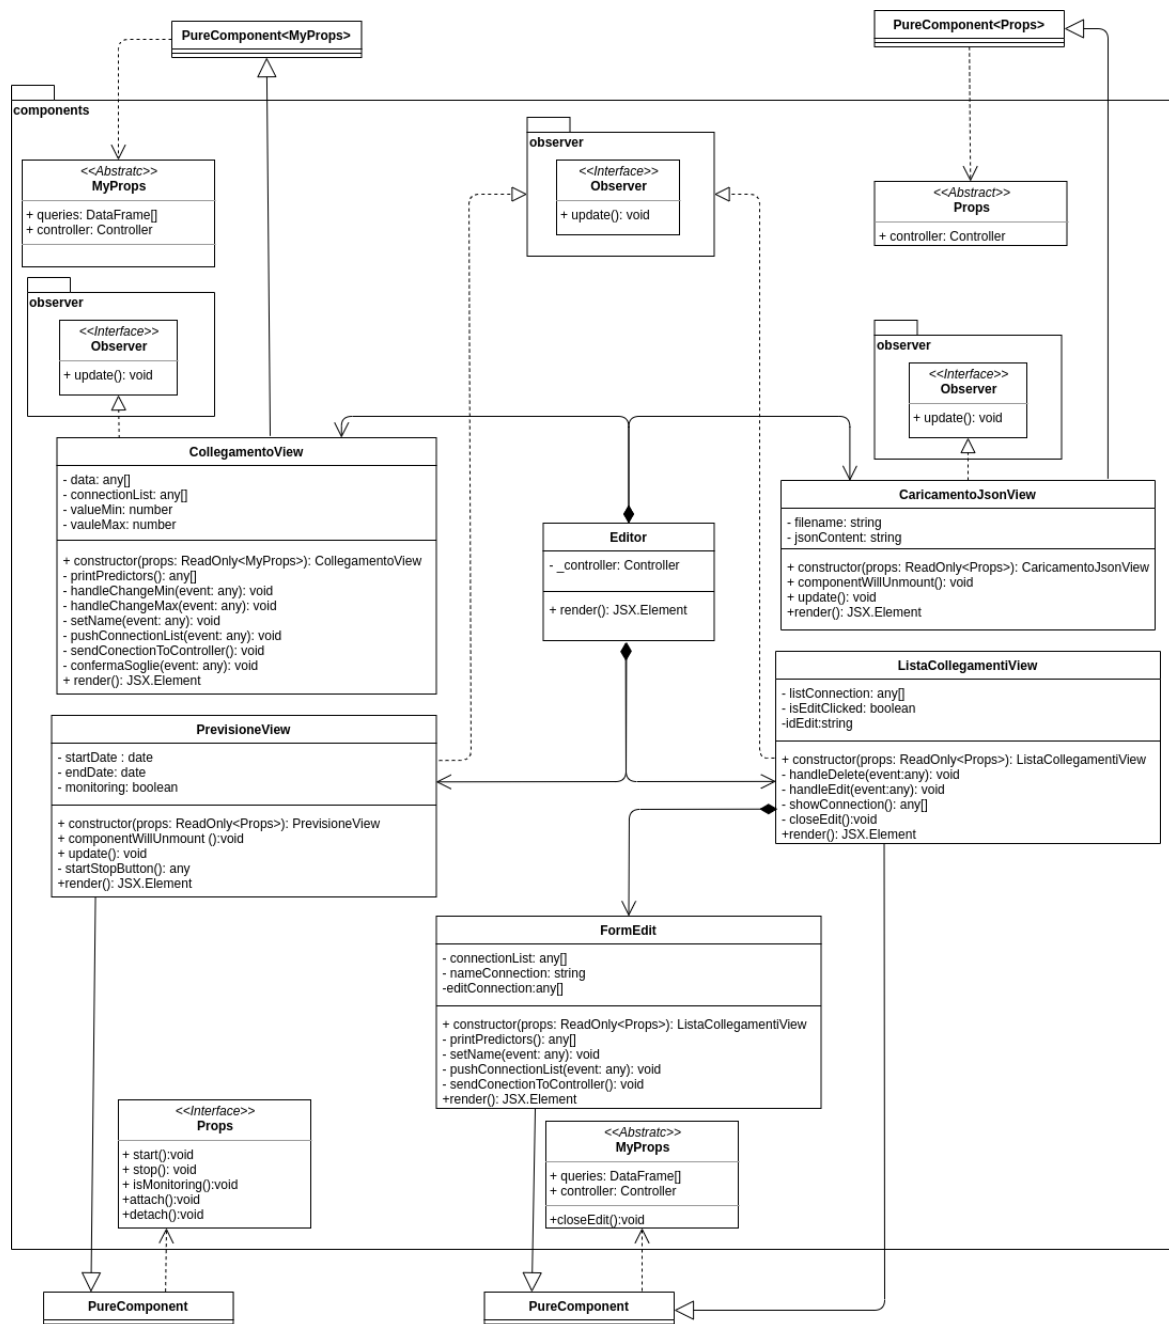 PureComponent<MyProps>
PureComponent<Props>
components
<<Abstratc>>
MyProps
+ queries: DataFrame[]
+ controller: Controller
observer
<<Interface>>
Observer
+ update(): void
<<Abstract>>
Props
+ controller: Controller
observer
<<Interface>>
Observer
+ update(): void
observer
<<Interface>>
Observer
+ update(): void
CollegamentoView
- data: any[]
- connectionList: any[]
- valueMin: number
- vauleMax: number
+ constructor(props: ReadOnly<MyProps>): CollegamentoView
- printPredictors(): any[]
- handleChangeMin(event: any): void
- handleChangeMax(event: any): void
- setName(event: any): void
- pushConnectionList(event: any): void
- sendConectionToController(): void
- confermaSoglie(event: any): void
+ render(): JSX.Element
Editor
- _controller: Controller
+ render(): JSX.Element
CaricamentoJsonView
- filename: string
- jsonContent: string
+ constructor(props: ReadOnly<Props>): CaricamentoJsonView
+ componentWillUnmount(): void
+ update(): void
+render(): JSX.Element
ListaCollegamentiView
- listConnection: any[]
- isEditClicked: boolean
-idEdit:string
+ constructor(props: ReadOnly<Props>): ListaCollegamentiView
- handleDelete(event:any): void
- handleEdit(event:any): void
- showConnection(): any[]
- closeEdit():void
+render(): JSX.Element
PrevisioneView
- startDate : date
- endDate: date
- monitoring: boolean
+ constructor(props: ReadOnly<Props>): PrevisioneView
+ componentWillUnmount ():void
+ update(): void
- startStopButton(): any
+render(): JSX.Element
FormEdit
- connectionList: any[]
- nameConnection: string
-editConnection:any[]
+ constructor(props: ReadOnly<Props>): ListaCollegamentiView
- printPredictors(): any[]
- setName(event: any): void
- pushConnectionList(event: any): void
- sendConectionToController(): void
+render(): JSX.Element
<<Interface>>
Props
+ start():void
+ stop(): void
+ isMonitoring():void
+attach():void
+detach():void
<<Abstratc>>
MyProps
+ queries: DataFrame[]
+ controller: Controller
+closeEdit():void
PureComponent
PureComponent